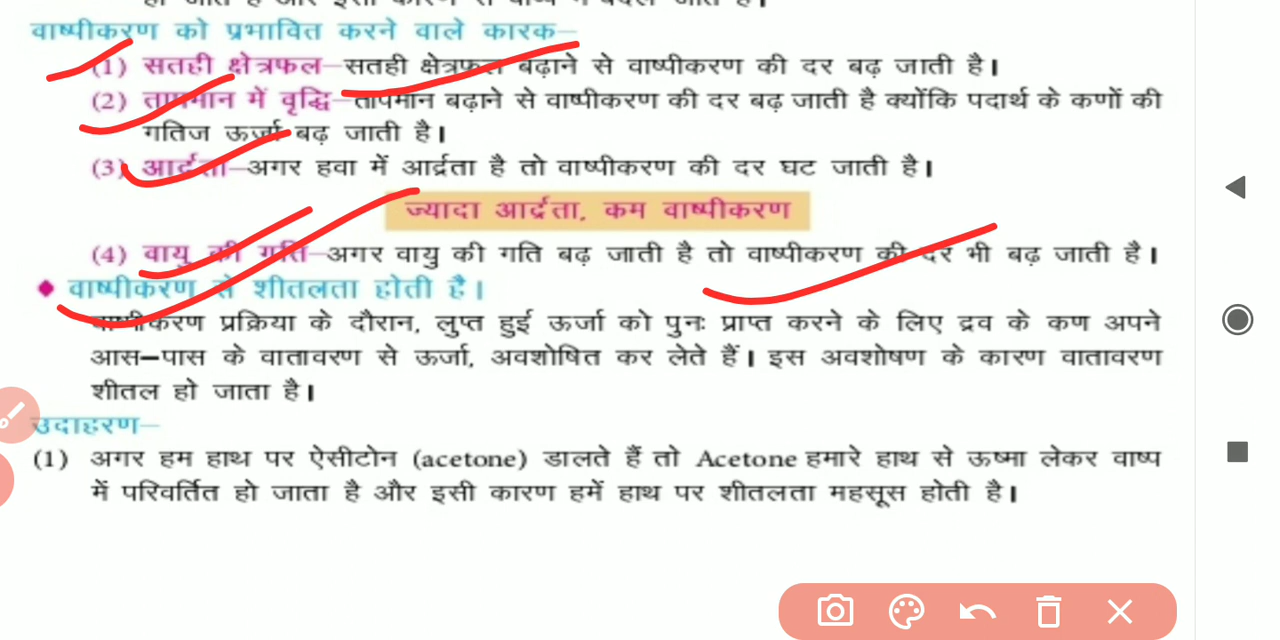 वाष्पीकरण को प्रभावित करने वाले कारक–
(1) सतही क्षेत्रफल–सतही क्षेत्रफल बढ़ाने से वाष्पीकरण की दर बढ़ जाती है।
(2) तापमान में वृद्धि–तापमान बढ़ाने से वाष्पीकरण की दर बढ़ जाती है क्योंकि पदार्थ के कणों की
गतिज ऊर्जा बढ़ जाती है।
(3) आर्द्रता–अगर हवा में आर्द्रता है तो वाष्पीकरण की दर घट जाती है।
ज्यादा आर्द्रता, कम वाष्पीकरण
(4) वायु की गति–अगर वायु की गति बढ़ जाती है तो वाष्पीकरण की दर भी बढ़ जाती है।
◆ वाष्पीकरण से शीतलता होती है।
वाष्पीकरण प्रक्रिया के दौरान, लुप्त हुई ऊर्जा को पुनः प्राप्त करने के लिए द्रव के कण अपने
आस–पास के वातावरण से ऊर्जा, अवशोषित कर लेते हैं। इस अवशोषण के कारण वातावरण
शीतल हो जाता है।
उदाहरण–
(1) अगर हम हाथ पर ऐसीटोन (acetone) डालते हैं तो Acetone हमारे हाथ से ऊष्मा लेकर वाष्प
में परिवर्तित हो जाता है और इसी कारण हमें हाथ पर शीतलता महसूस होती है।